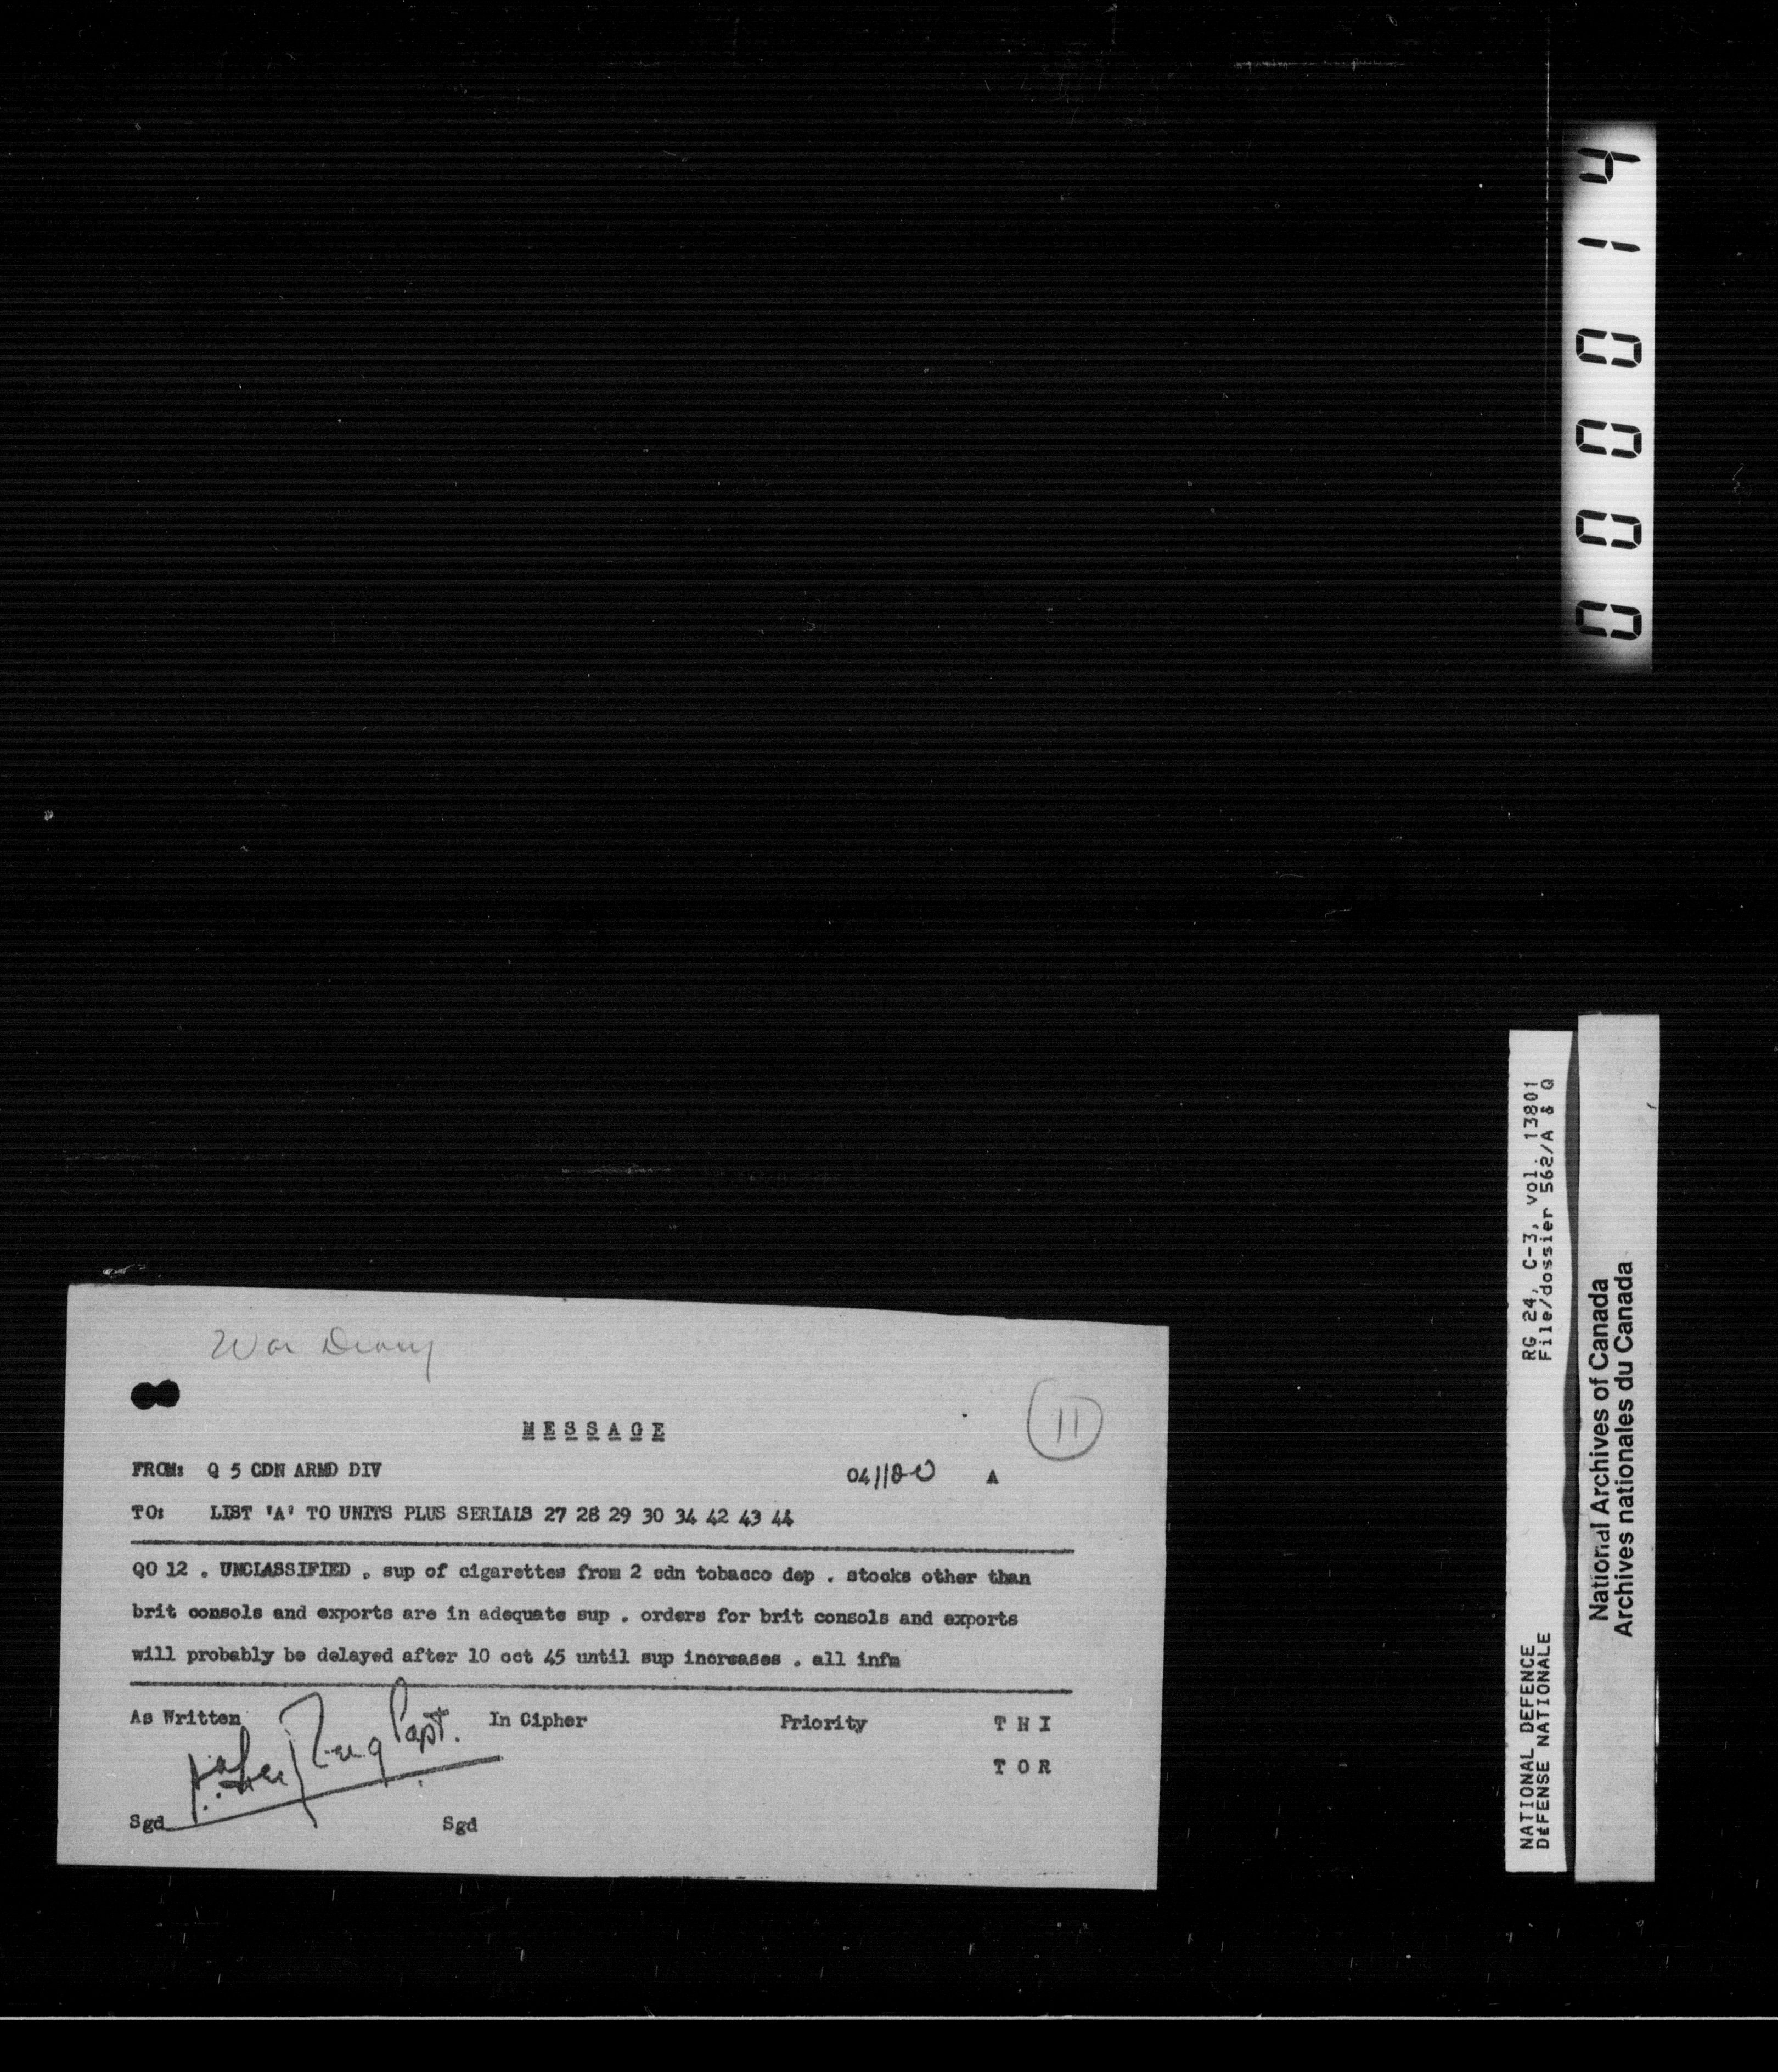 War Diary
11
MESSAGE
FROM: Q 5 CDN ARMD DIV 041180 A
TO: LIST 'A' TO UNITS PLUS SERIALS 27 28 29 30 34 42 43 44
QO 12 . UNCLASSIFIED . sup of cigarettes from 2 cdn tobacco dep . stocks other than
brit consols and exports are in adequate sup . orders for brit consols and exports
will probably be delayed after 10 oct 45 until sup increases . all infm
As Written In Cipher Priority T H I
Capt.
T O R
Sgd Sgd
000014
RG 24, C-3, vol. 13801
File/dossier 562/A & Q
NATIONAL DEFENCE
DÉFENSE NATIONALE
National Archives of Canada
Archives nationales du Canada